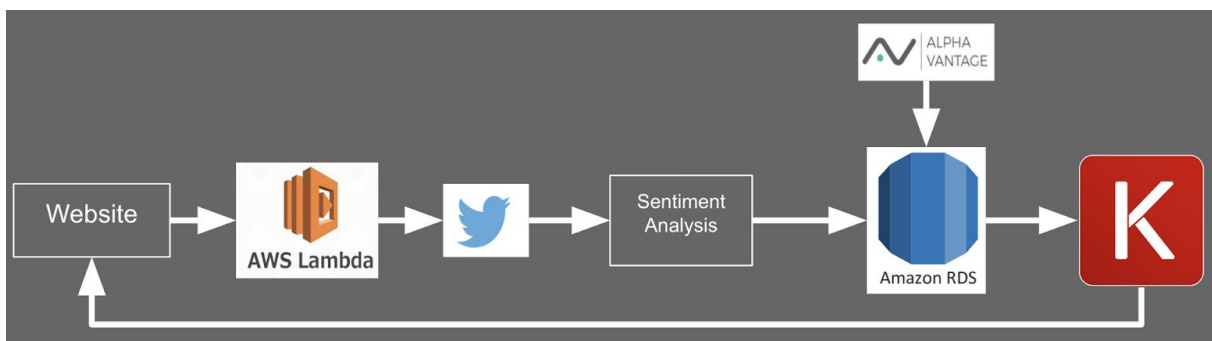 ALPHA
VANTAGE
Website
AWS Lambda
Sentiment
Analysis
Amazon RDS
K